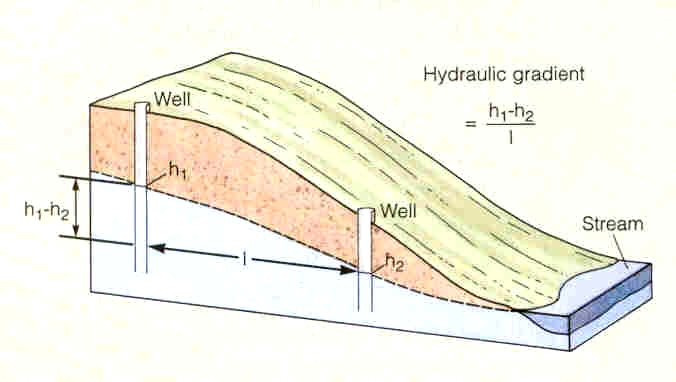 Hydraulic gradient
= h₁-h₂
l
Well
h₁
h₁-h₂
Well
Stream
l
h₂